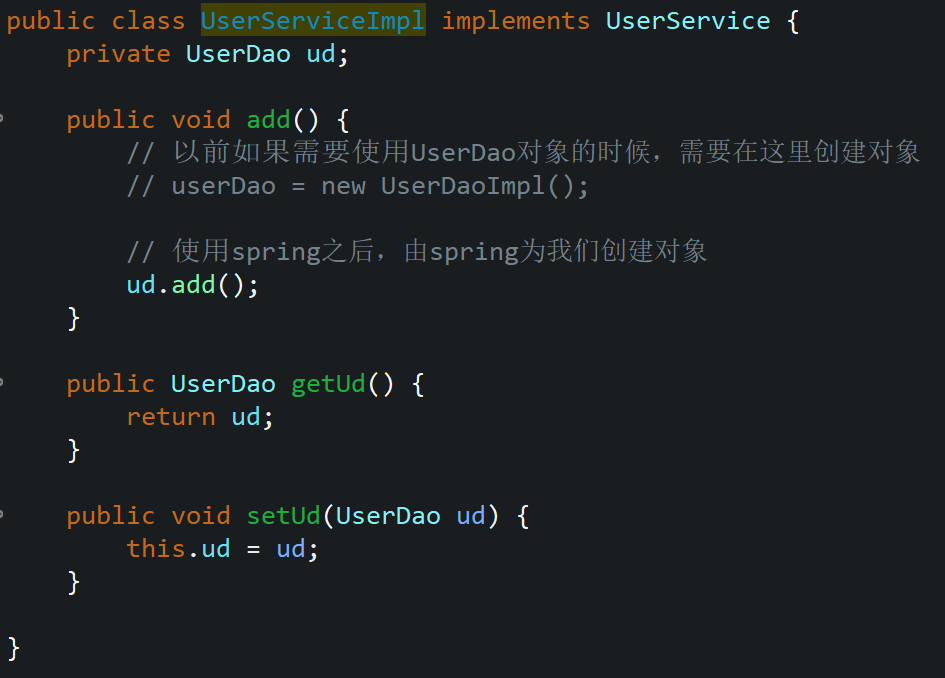 public class UserServiceImpl implements UserService {
private UserDao ud;
public void add() {
// 以前如果需要使用UserDao对象的时候，需要在这里创建对象
// userDao = new UserDaoImpl();
// 使用spring之后，由spring为我们创建对象
ud.add();
}
public UserDao getUd() {
return ud;
}
public void setUd(UserDao ud) {
this.ud = ud;
}
}